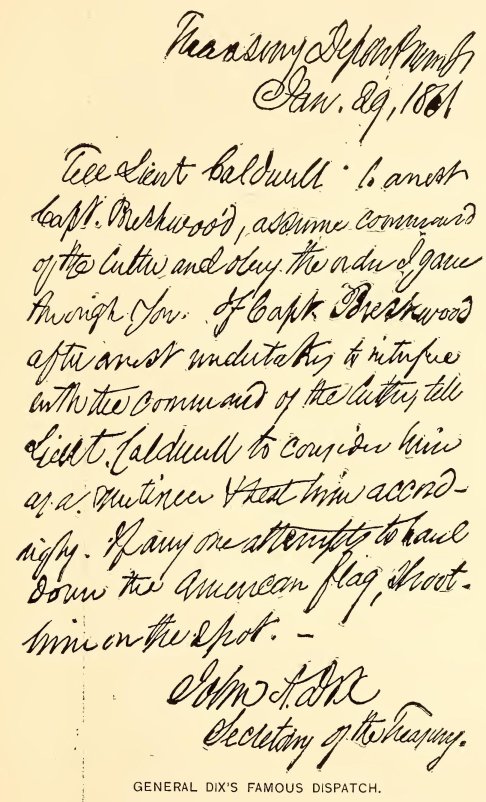 Treasury Department
Jan. 29, 1861
Tell Lieut Caldwell to arrest
Capt. Breshwood, assume command
of the Cutter and obey the order I gave
through you. If Capt. Breshwood
after arrest undertakes to interfere
with the command of the Cutter, tell
Lieut. Caldwell to consider him
as a mutineer & treat him accord-
ingly. If any one attempts to haul
down the American flag, shoot
him on the spot. —
John A. Dix
Secretary of the Treasury.
GENERAL DIX'S FAMOUS DISPATCH.